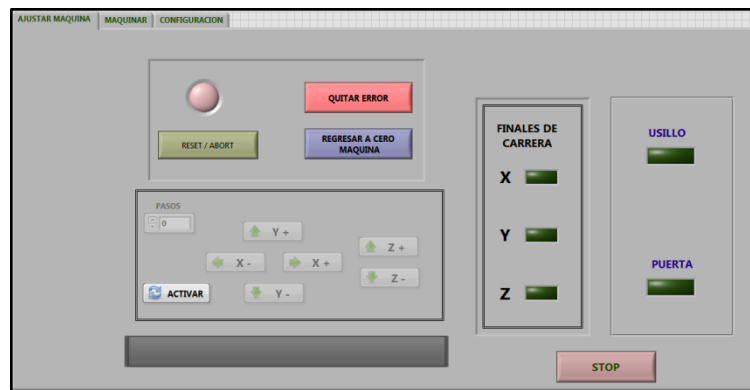 AJUSTAR MAQUINA MAQUINAR CONFIGURACION
QUITAR ERROR
RESET / ABORT
REGRESAR A CERO
MAQUINA
PASOS
0
Y +
X -
X +
Y -
Z +
Z -
ACTIVAR
FINALES DE
CARRERA
X
Y
Z
USILLO
PUERTA
STOP